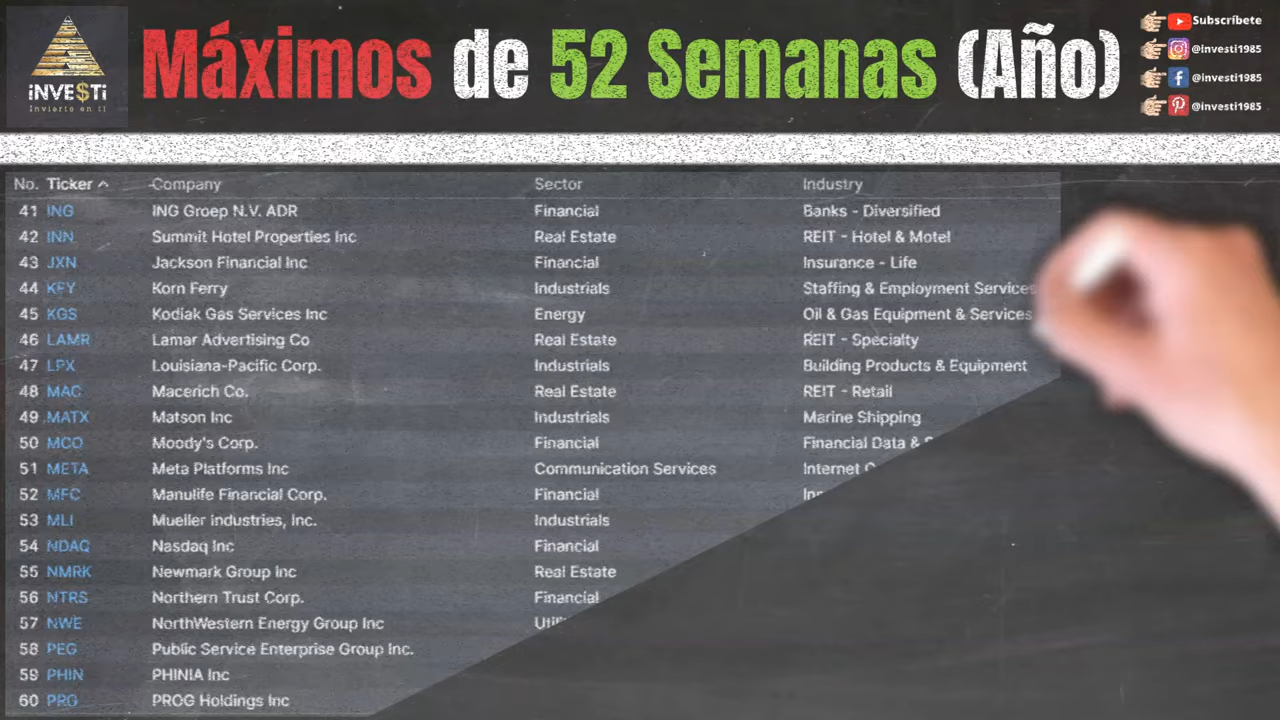 Máximos de 52 Semanas (Año)
iNVE$Ti
Invierte en ti
Subscríbete
@investi1985
@investi1985
@investi1985
No. Ticker Company Sector Industry
41 ING ING Groep N.V. ADR Financial Banks - Diversified
42 INN Summit Hotel Properties Inc Real Estate REIT - Hotel & Motel
43 JXN Jackson Financial Inc Financial Insurance - Life
44 KFY Korn Ferry Industrials Staffing & Employment Services
45 KGS Kodiak Gas Services Inc Energy Oil & Gas Equipment & Services
46 LAMR Lamar Advertising Co Real Estate REIT - Specialty
47 LPX Louisiana-Pacific Corp. Industrials Building Products & Equipment
48 MAC Macerich Co. Real Estate REIT - Retail
49 MATX Matson Inc Industrials Marine Shipping
50 MCO Moody's Corp. Financial Financial Data &
51 META Meta Platforms Inc Communication Services Internet
52 MFC Manulife Financial Corp. Financial
53 MLI Mueller Industries, Inc. Industrials
54 NDAQ Nasdaq Inc Financial
55 NMRK Newmark Group Inc Real Estate
56 NTRS Northern Trust Corp. Financial
57 NWE NorthWestern Energy Group Inc
58 PEG Public Service Enterprise Group Inc.
59 PHIN PHINIA Inc
60 PRG PROG Holdings Inc